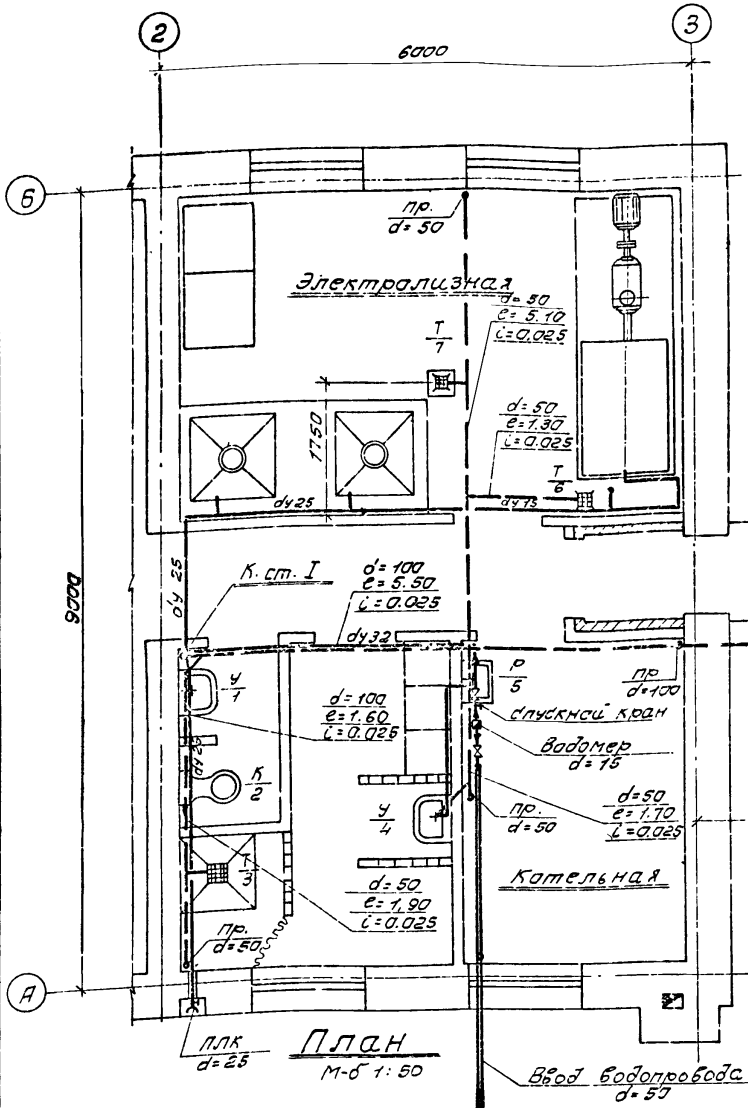 2
3
6000
Б
пр.
d=50
Электрализная
d=50
e=5.10
i=0.025
Т
7
1750
d=50
e=1.30
i=0.025
Т
6
dу25
dу15
9000
dу 25
К. ст. I
d=100
e=5.50
i=0.025
dу32
У
1
d=100
e=1.60
i=0.025
Р
5
пр
d=100
спускной кран
Водомер
d=15
dу25
К
2
У
4
пр.
d=50
d=50
e=1.70
i=0.025
Т
3
Котельная
d=50
e=1.90
i=0.025
пр.
d=50
А
ПЛК
d=25
План
М-б 1:50
Ввод водопровода
d=50